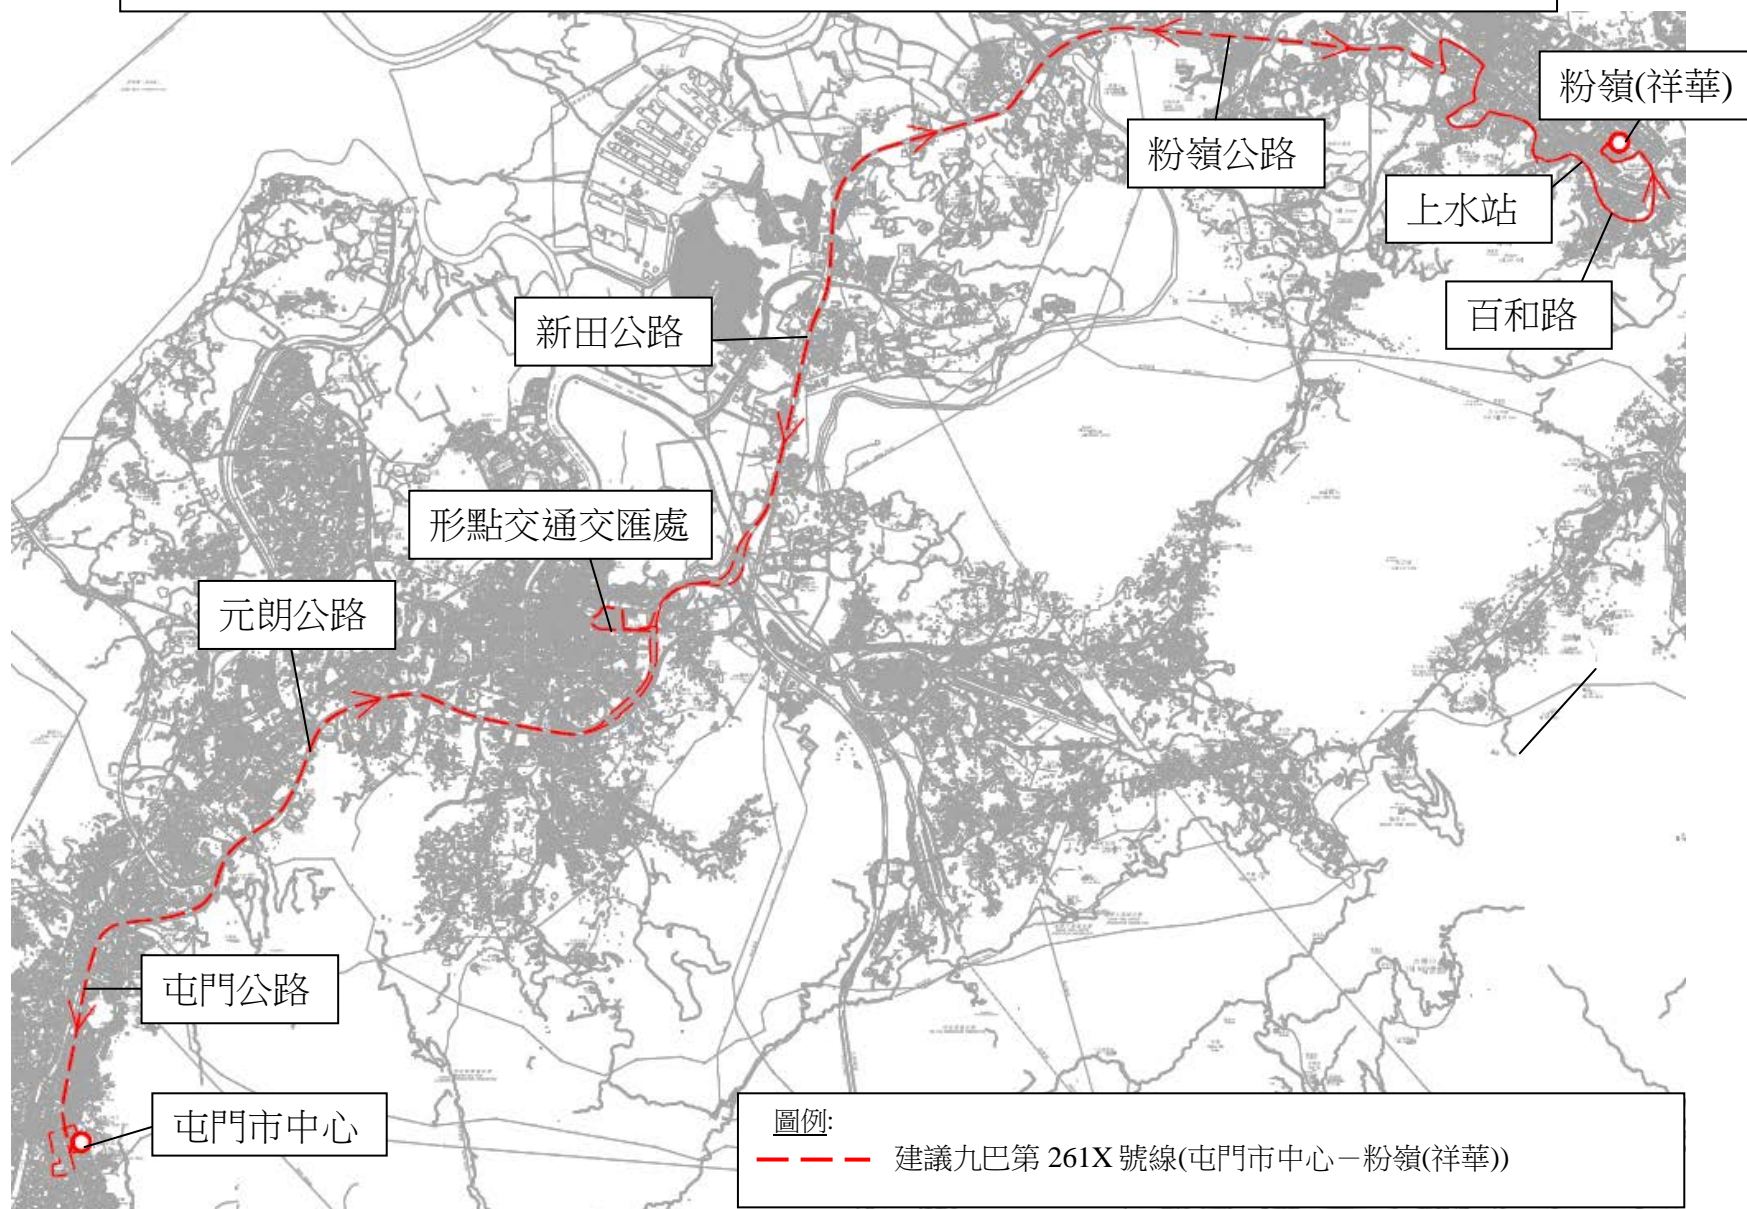 粉嶺(祥華)
粉嶺公路
上水站
百和路
新田公路
形點交通交匯處
元朗公路
屯門公路
屯門市中心
圖例:
建議九巴第 261X 號線(屯門市中心－粉嶺(祥華))